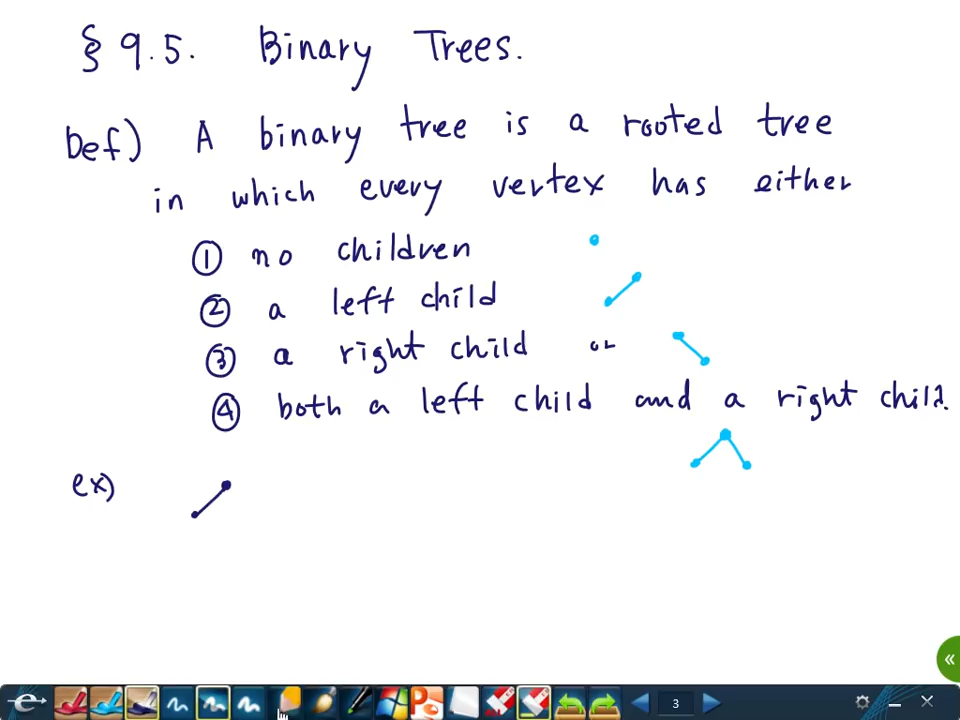 § 9.5. Binary Trees.
Def) A binary tree is a rooted tree
in which every vertex has either
① no children
② a left child
③ a right child or
④ both a left child and a right child.
ex)
«
3